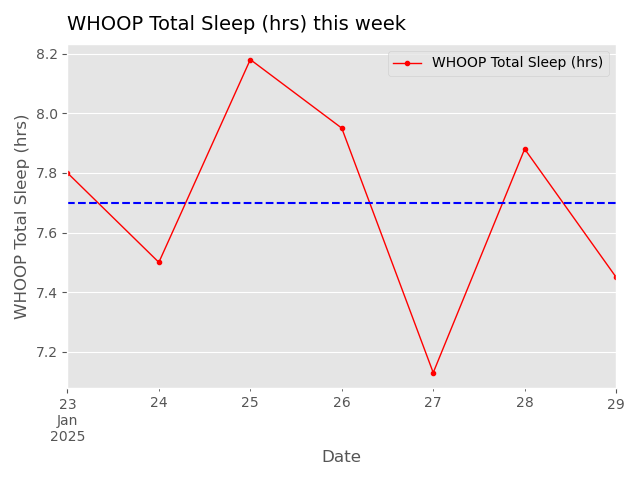 WHOOP Total Sleep (hrs) this week
WHOOP Total Sleep (hrs)
8.2
8.0
7.8
7.6
7.4
7.2
WHOOP Total Sleep (hrs)
23 24 25 26 27 28 29
Jan
2025
Date